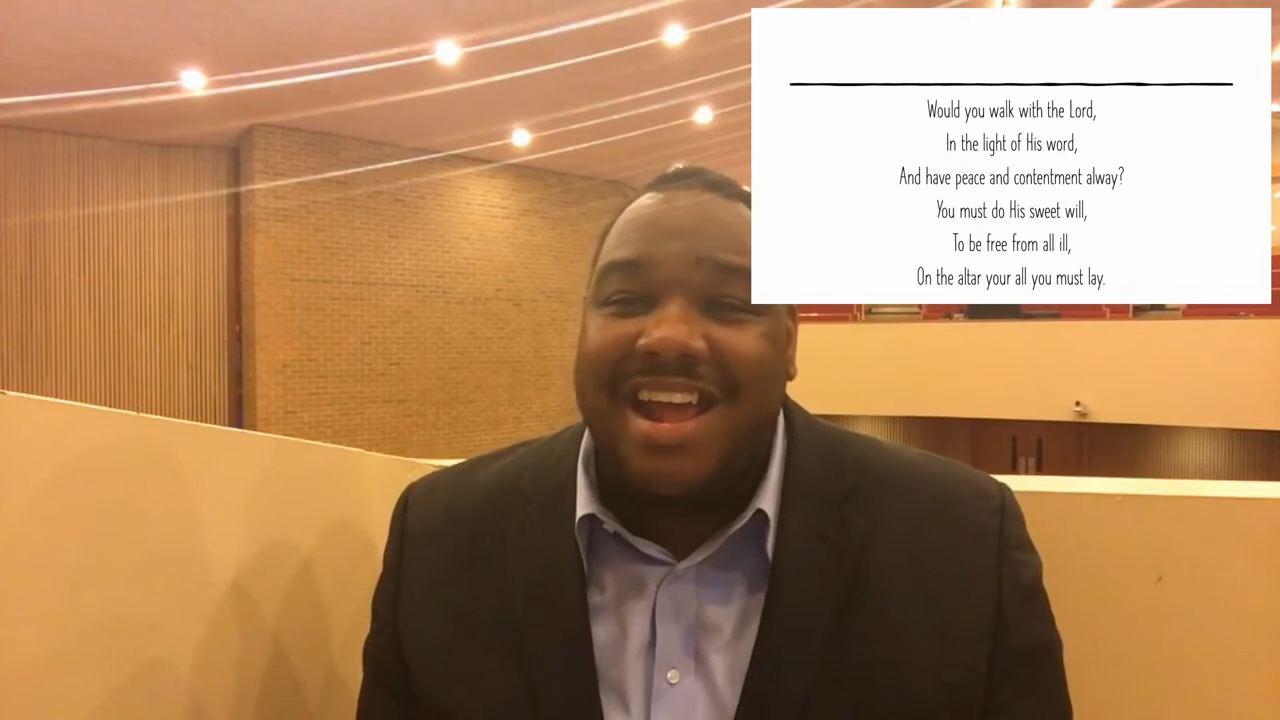 Would you walk with the Lord,
In the light of His word,
And have peace and contentment alway?
You must do His sweet will,
To be free from all ill,
On the altar your all you must lay.